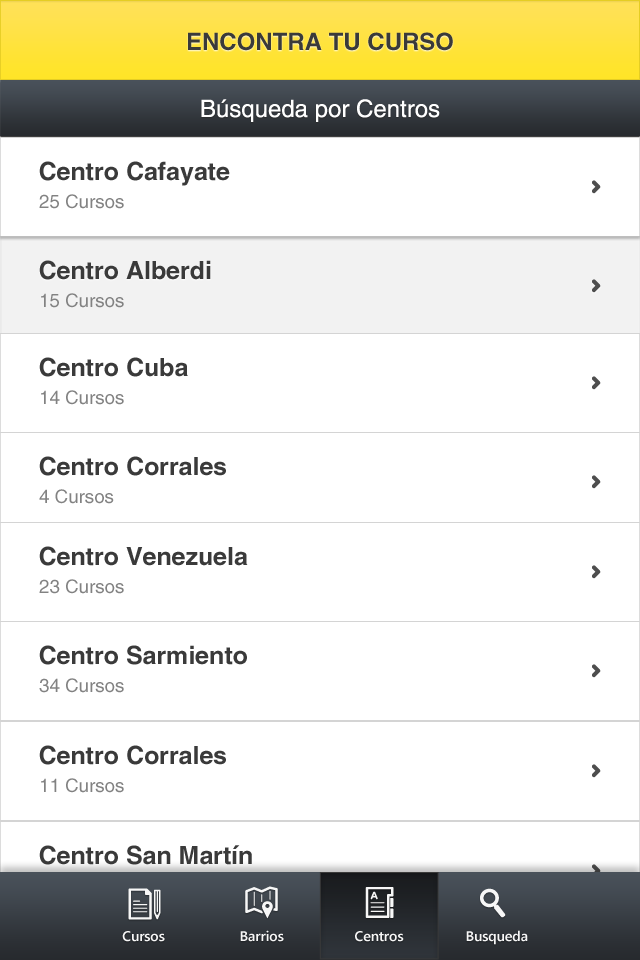 ENCONTRA TU CURSO
Búsqueda por Centros
Centro Cafayate
25 Cursos
Centro Alberdi
15 Cursos
Centro Cuba
14 Cursos
Centro Corrales
4 Cursos
Centro Venezuela
23 Cursos
Centro Sarmiento
34 Cursos
Centro Corrales
11 Cursos
Centro San Martín
Cursos
Barrios
Centros
Busqueda